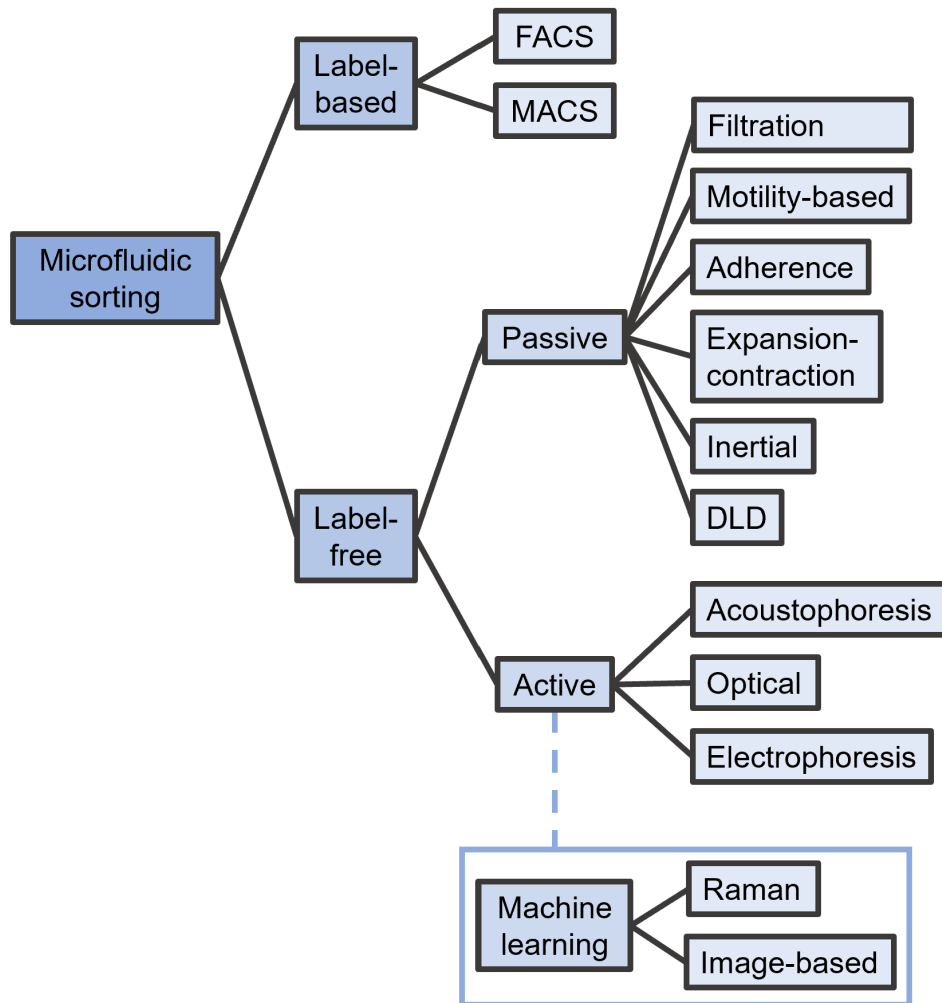 FACS
Label-
based
MACS
Filtration
Motility-based
Microfluidic
sorting
Adherence
Passive
Expansion-
contraction
Inertial
Label-
free
DLD
Acoustophoresis
Active
Optical
Electrophoresis
Machine
learning
Raman
Image-based